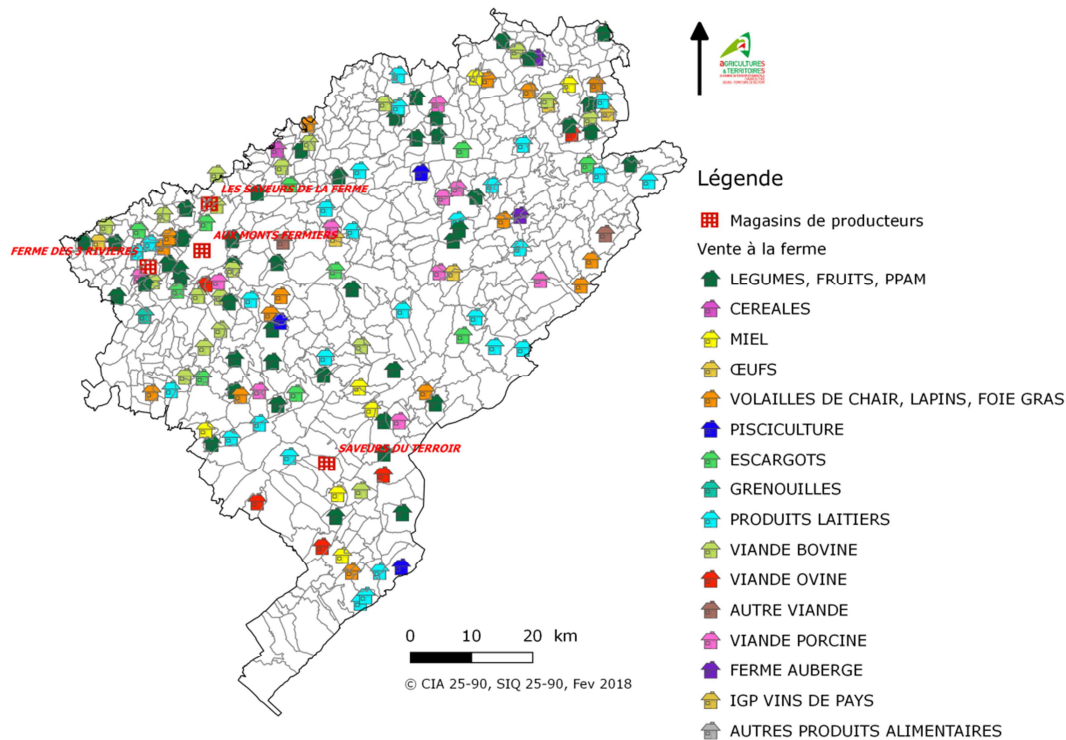 AGRICULTURES
& TERRITOIRES
LES SAVEURS DE LA FERME
AUX MONTS FERMIERS
FERME DES 3 RIVIERES
SAVEURS DU TERROIR
0 10 20 km
© CIA 25-90, SIQ 25-90, Fev 2018
Légende
Magasins de producteurs
Vente à la ferme
LEGUMES, FRUITS, PPAM
CEREALES
MIEL
ŒUFS
VOLAILLES DE CHAIR, LAPINS, FOIE GRAS
PISCICULTURE
ESCARGOTS
GRENOUILLES
PRODUITS LAITIERS
VIANDE BOVINE
VIANDE OVINE
AUTRE VIANDE
VIANDE PORCINE
FERME AUBERGE
IGP VINS DE PAYS
AUTRES PRODUITS ALIMENTAIRES